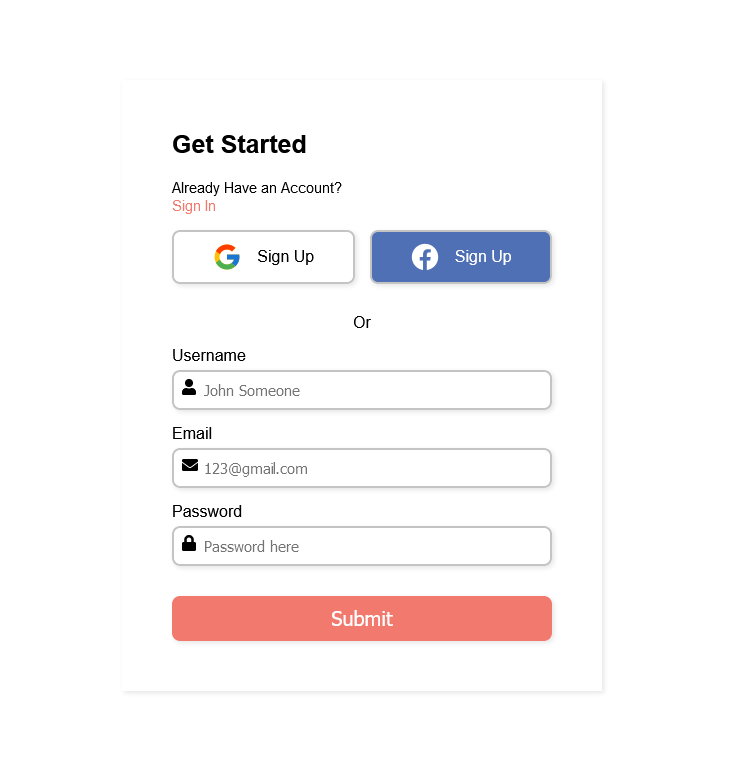 Get Started
Already Have an Account?
Sign In
Sign Up
Sign Up
Or
Username
John Someone
Email
123@gmail.com
Password
Password here
Submit